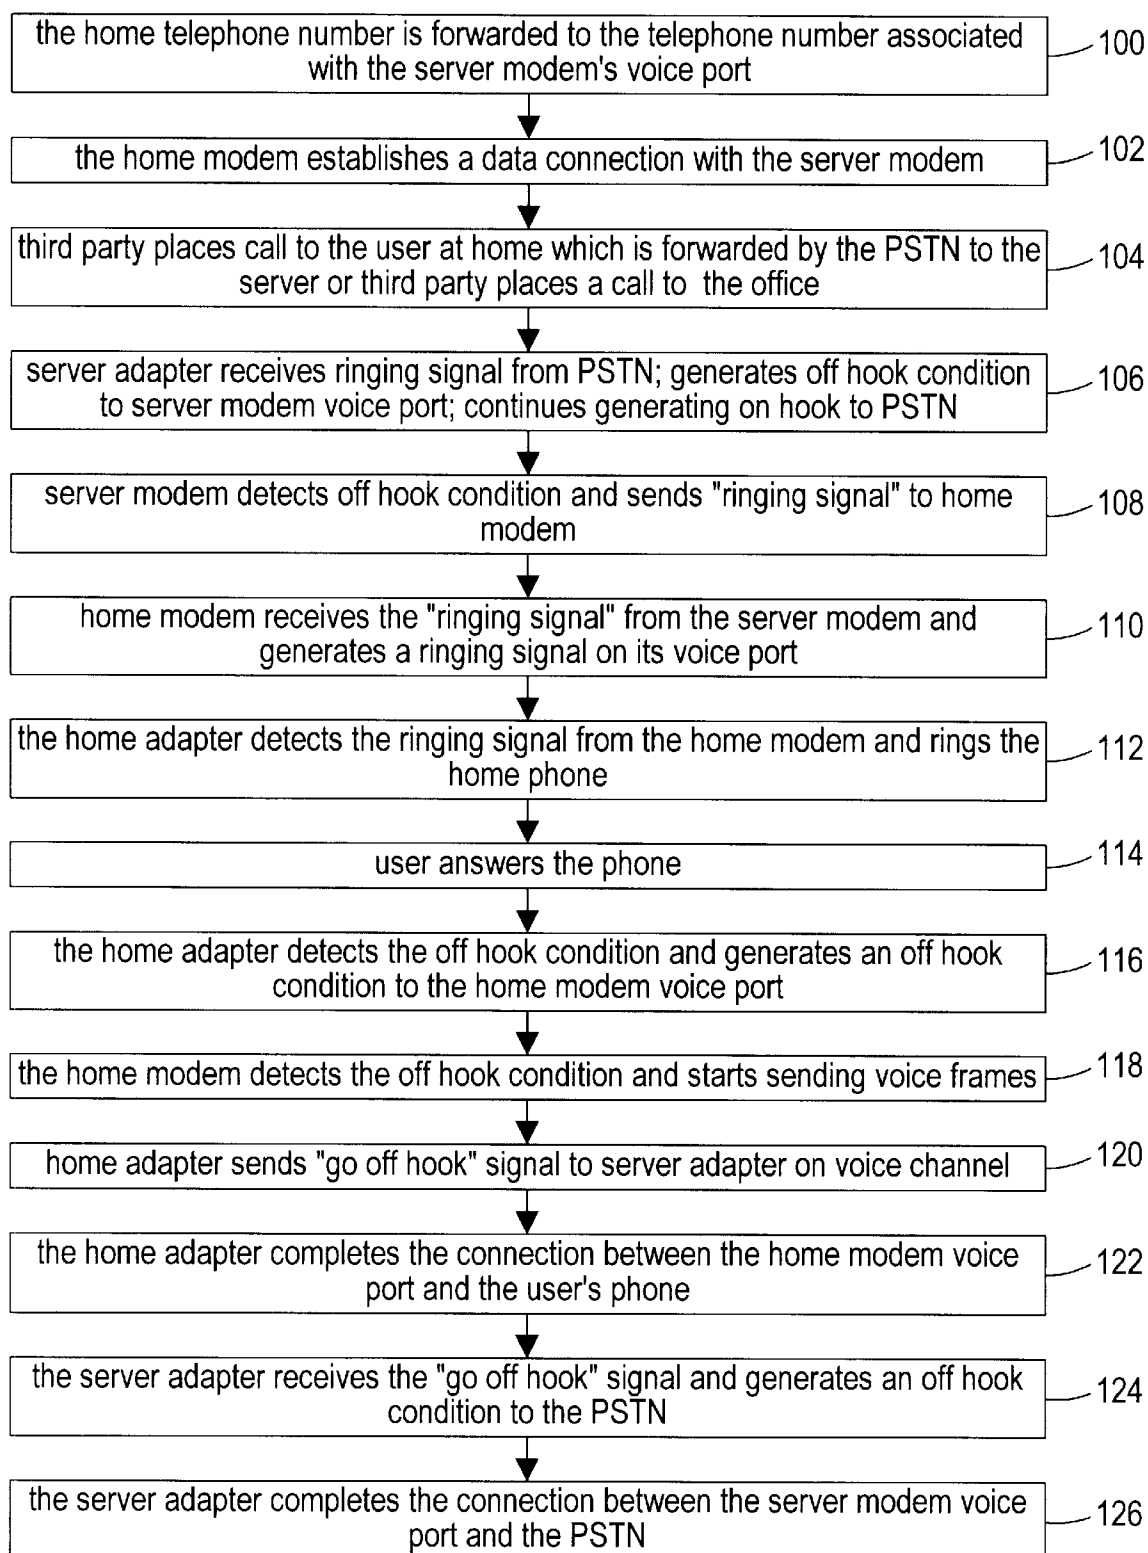 the home telephone number is forwarded to the telephone number associated
with the server modem's voice port
100
the home modem establishes a data connection with the server modem
102
third party places call to the user at home which is forwarded by the PSTN to the
server or third party places a call to the office
104
server adapter receives ringing signal from PSTN; generates off hook condition
to server modem voice port; continues generating on hook to PSTN
106
server modem detects off hook condition and sends "ringing signal" to home
modem
108
home modem receives the "ringing signal" from the server modem and
generates a ringing signal on its voice port
110
the home adapter detects the ringing signal from the home modem and rings the
home phone
112
user answers the phone
114
the home adapter detects the off hook condition and generates an off hook
condition to the home modem voice port
116
the home modem detects the off hook condition and starts sending voice frames
118
home adapter sends "go off hook" signal to server adapter on voice channel
120
the home adapter completes the connection between the home modem voice
port and the user's phone
122
the server adapter receives the "go off hook" signal and generates an off hook
condition to the PSTN
124
the server adapter completes the connection between the server modem voice
port and the PSTN
126